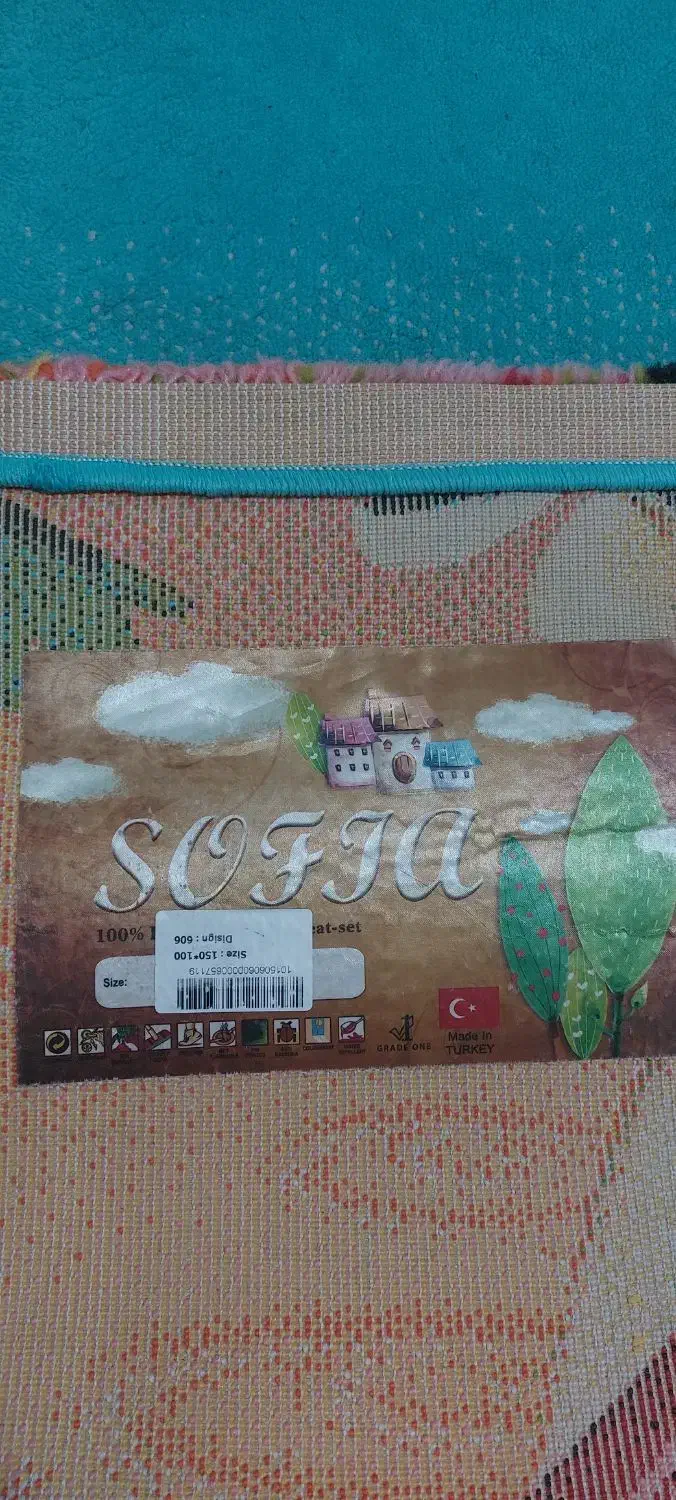 SOFIA
100%
eat-set
Size:
Disign : 606
Size : 150*100
GRADE ONE
Made In
TURKEY